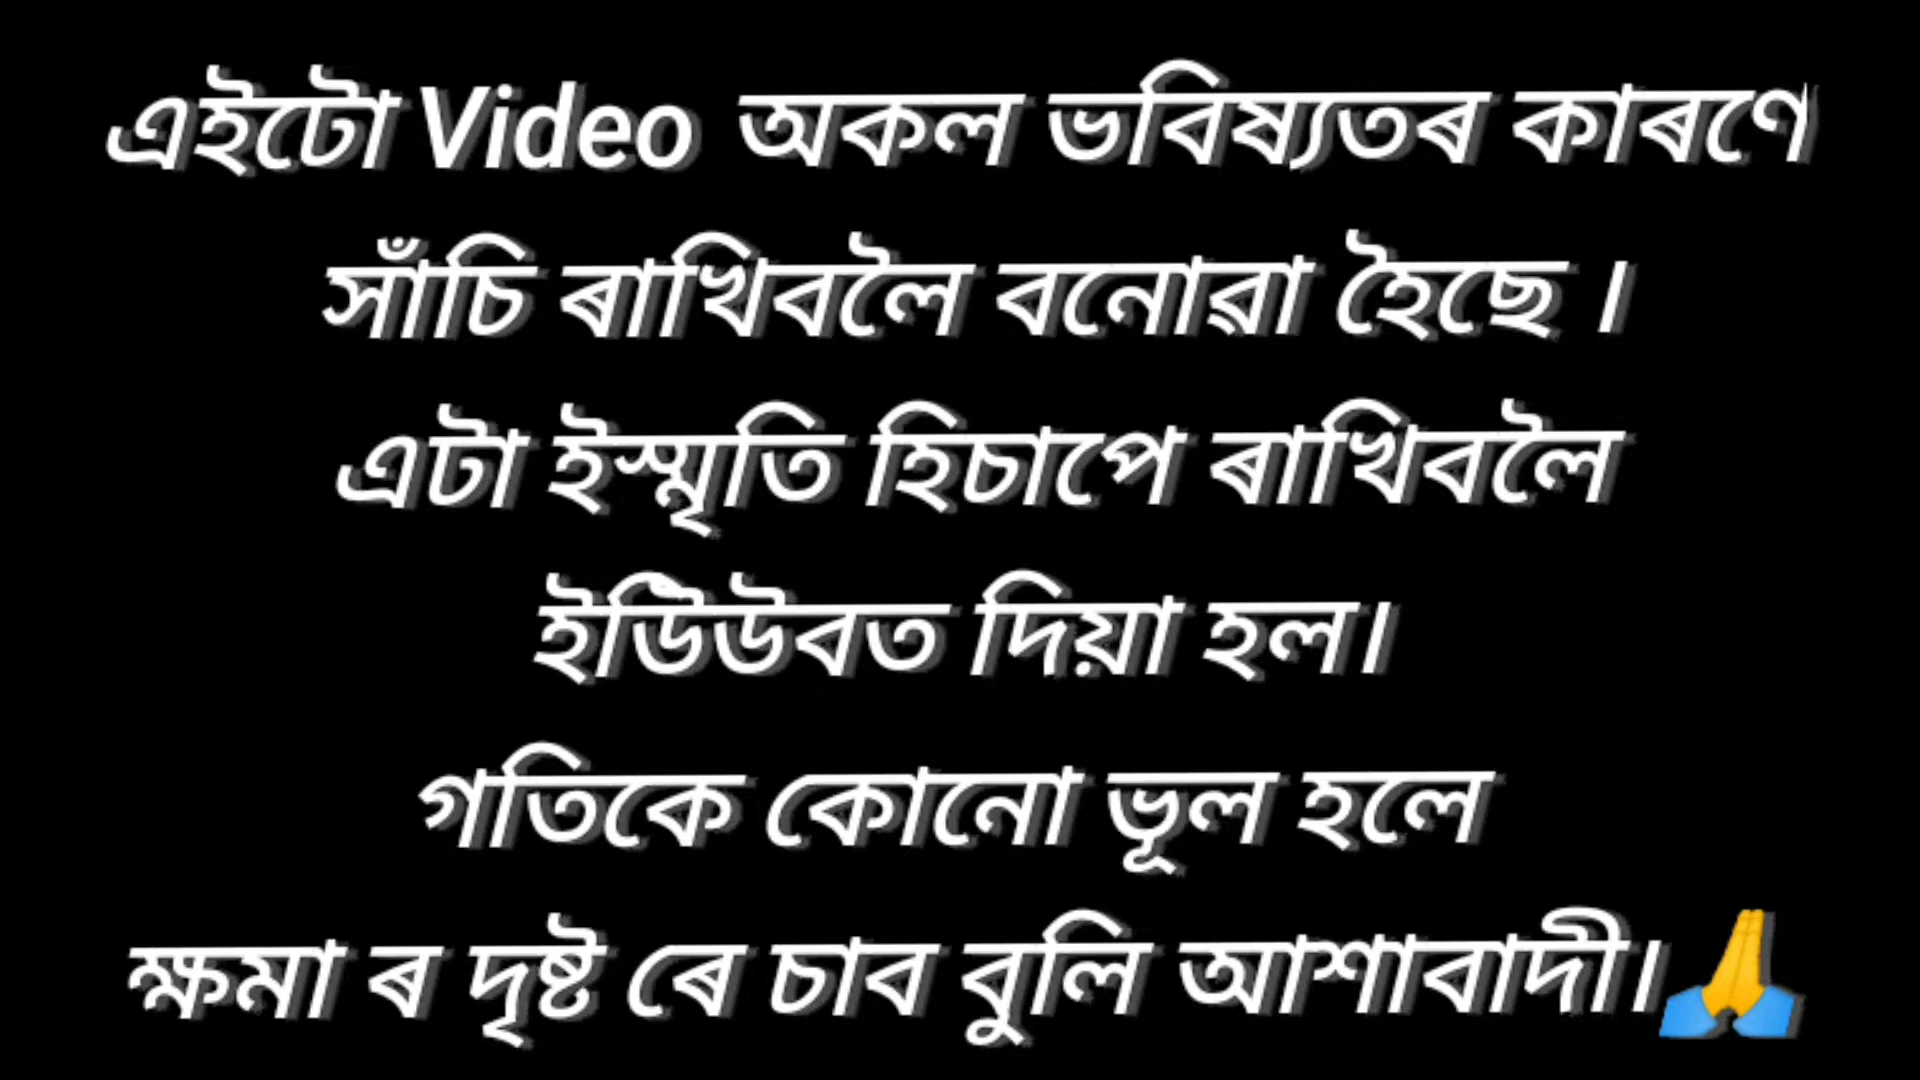 এইটো Video অকল ভবিষ্যতৰ কাৰণে
সাঁচি ৰাখিবলৈ বনোৱা হৈছে ।
এটা ইস্মৃতি হিচাপে ৰাখিবলৈ
ইউিউবত দিয়া হল।
গতিকে কোনো ভূল হলে
ক্ষমা ৰ দৃষ্ট ৰে চাব বুলি আশাবাদী।🙏